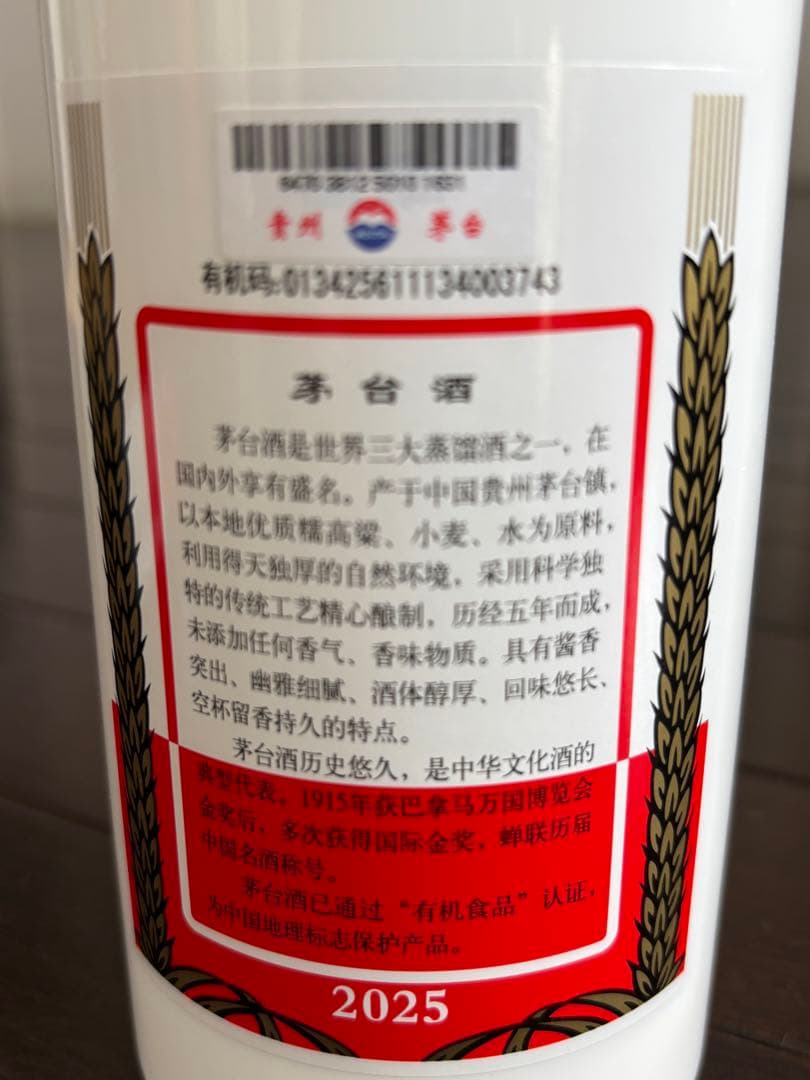 贵州 茅台
有机码:01342561113​4003743
茅台酒
茅台酒是世界三大蒸馏酒之一，在
国内外享有盛名。产于中国贵州茅台镇，
以本地优质糯高粱、小麦、水为原料，
利用得天独厚的自然环境，采用科学独
特的传统工艺精心酿制，历经五年而成，
未添加任何香气、香味物质。具有酱香
突出、幽雅细腻、酒体醇厚、回味悠长、
空杯留香持久的特点。
茅台酒历史悠久，是中华文化酒的
典型代表，1915年获巴拿马万国博览会
金奖后，多次获得国际金奖，蝉联历届
中国名酒称号。
茅台酒已通过“有机食品”认证，
为中国地理标志保护产品。
2025